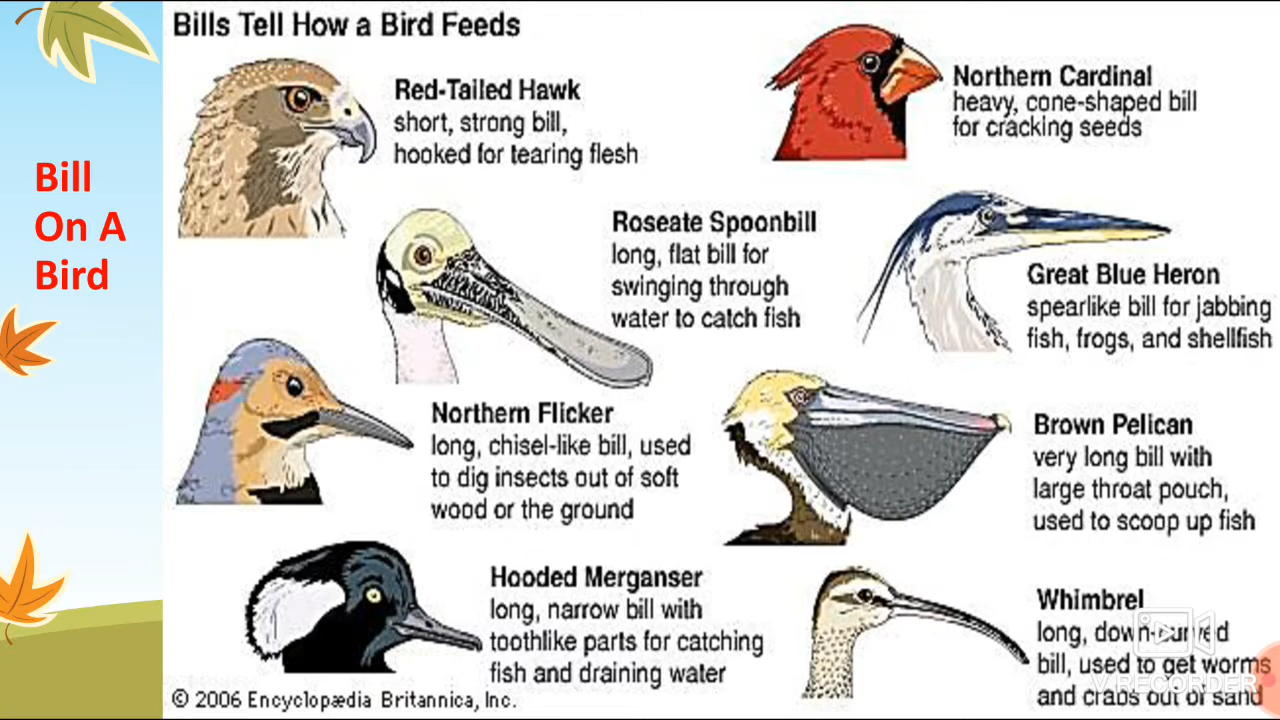 Bills Tell How a Bird Feeds
Bill
On A
Bird
Red-Tailed Hawk
short, strong bill,
hooked for tearing flesh
Northern Cardinal
heavy, cone-shaped bill
for cracking seeds
Roseate Spoonbill
long, flat bill for
swinging through
water to catch fish
Great Blue Heron
spearlike bill for jabbing
fish, frogs, and shellfish
Northern Flicker
long, chisel-like bill, used
to dig insects out of soft
wood or the ground
Brown Pelican
very long bill with
large throat pouch,
used to scoop up fish
Hooded Merganser
long, narrow bill with
toothlike parts for catching
fish and draining water
Whimbrel
long, down-curved
bill, used to get worms
and crabs out of sand
V RECORDER
© 2006 Encyclopædia Britannica, Inc.